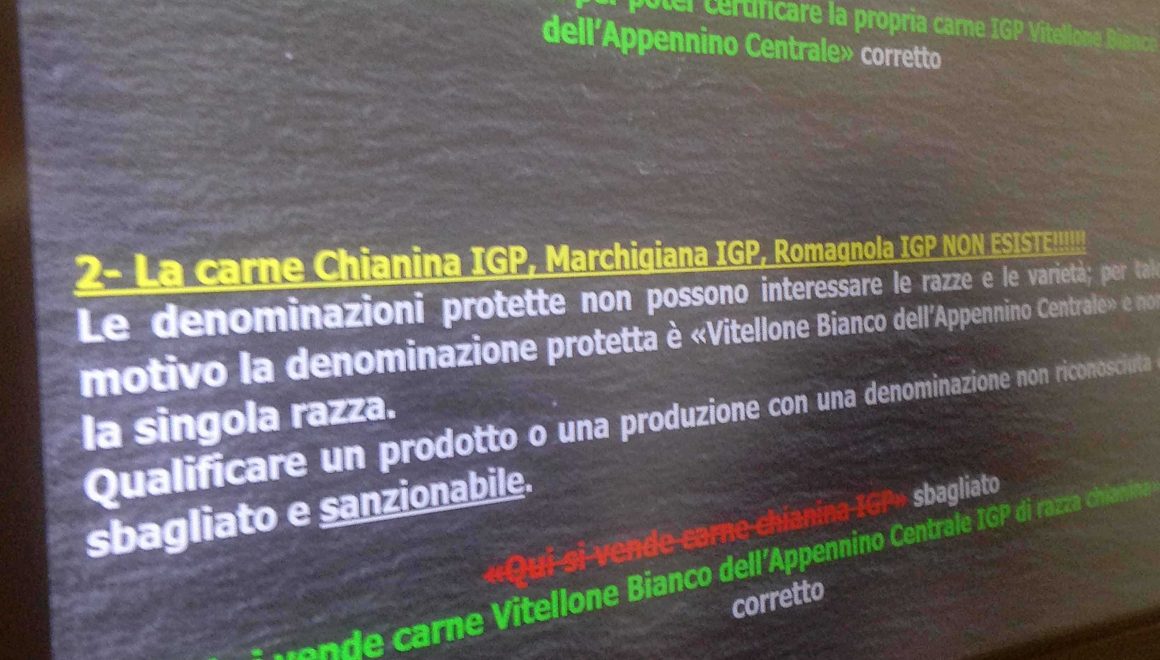 poter certificare la propria carne IGP Vitellone Bianco
dell'Appennino Centrale» corretto
2- La carne Chianina IGP, Marchigiana IGP, Romagnola IGP NON ESISTE!!!!!!
Le denominazioni protette non possono interessare le razze e le varietà; per tale
motivo la denominazione protetta è «Vitellone Bianco dell'Appennino Centrale» e non
la singola razza.
Qualificare un prodotto o una produzione con una denominazione non riconosciuta
sbagliato e sanzionabile.
«Qui si vende carne chianina IGP» sbagliato
vende carne Vitellone Bianco dell'Appennino Centrale IGP di razza chianina»
corretto